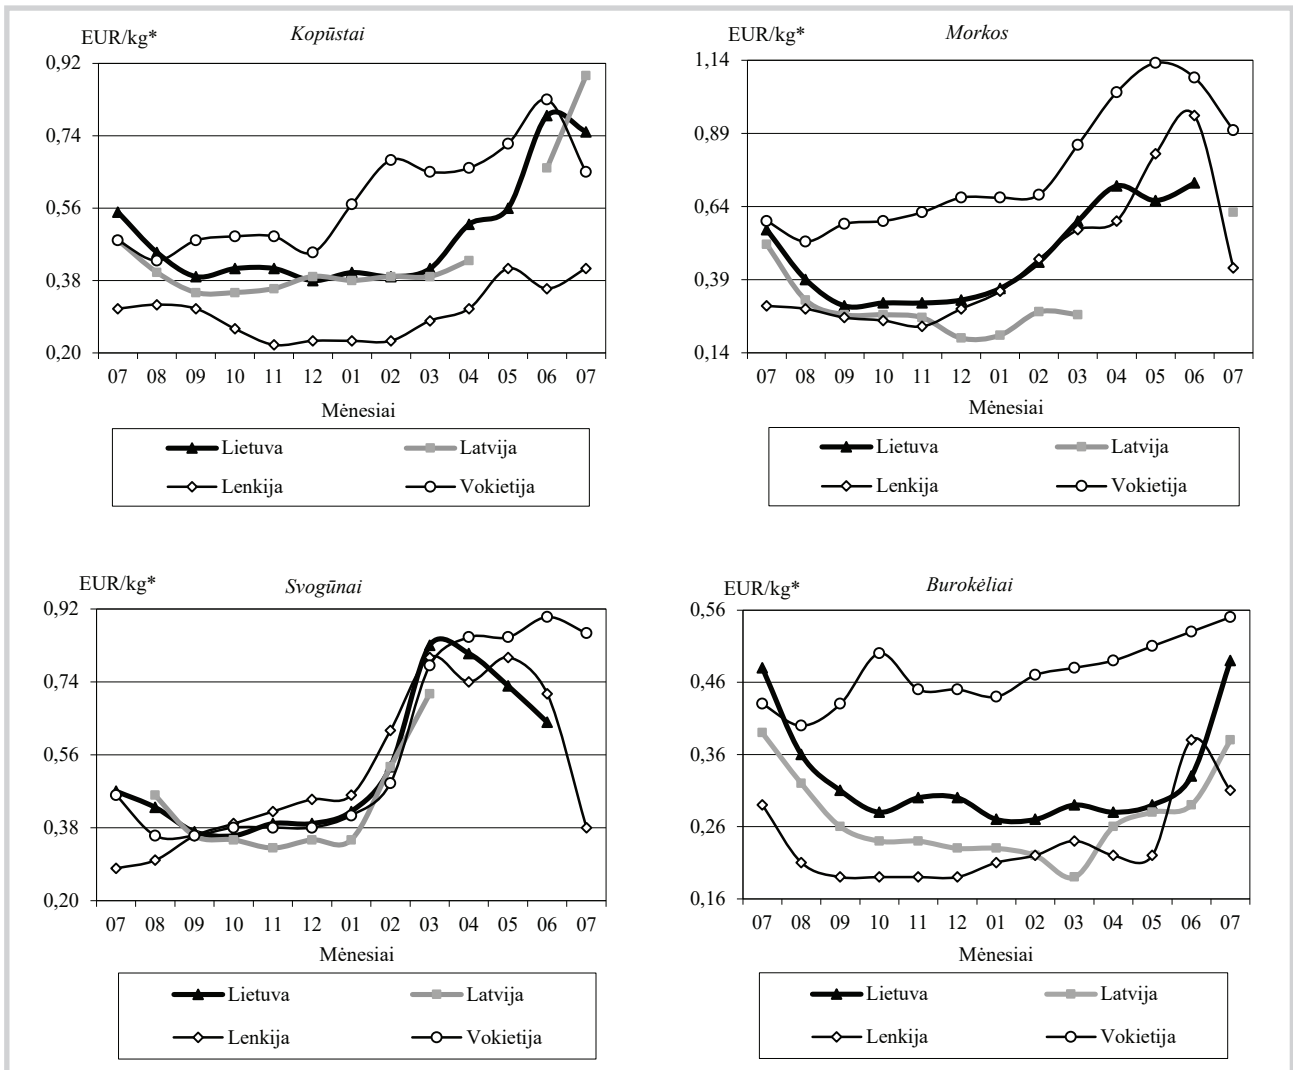 EUR/kg*
Kopūstai
0,92
0,74
0,56
0,38
0,20
07 08 09 10 11 12 01 02 03 04 05 06 07
Mėnesiai
Lietuva Latvija
Lenkija Vokietija
EUR/kg*
Morkos
1,14
0,89
0,64
0,39
0,14
07 08 09 10 11 12 01 02 03 04 05 06 07
Mėnesiai
Lietuva Latvija
Lenkija Vokietija
EUR/kg*
Svogūnai
0,92
0,74
0,56
0,38
0,20
07 08 09 10 11 12 01 02 03 04 05 06 07
Mėnesiai
Lietuva Latvija
Lenkija Vokietija
EUR/kg*
Burokėliai
0,56
0,46
0,36
0,26
0,16
07 08 09 10 11 12 01 02 03 04 05 06 07
Mėnesiai
Lietuva Latvija
Lenkija Vokietija